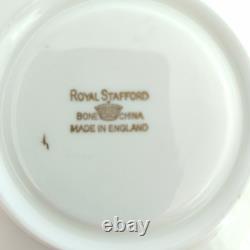 ROYAL STAFFORD
BONE CHINA
MADE IN ENGLAND